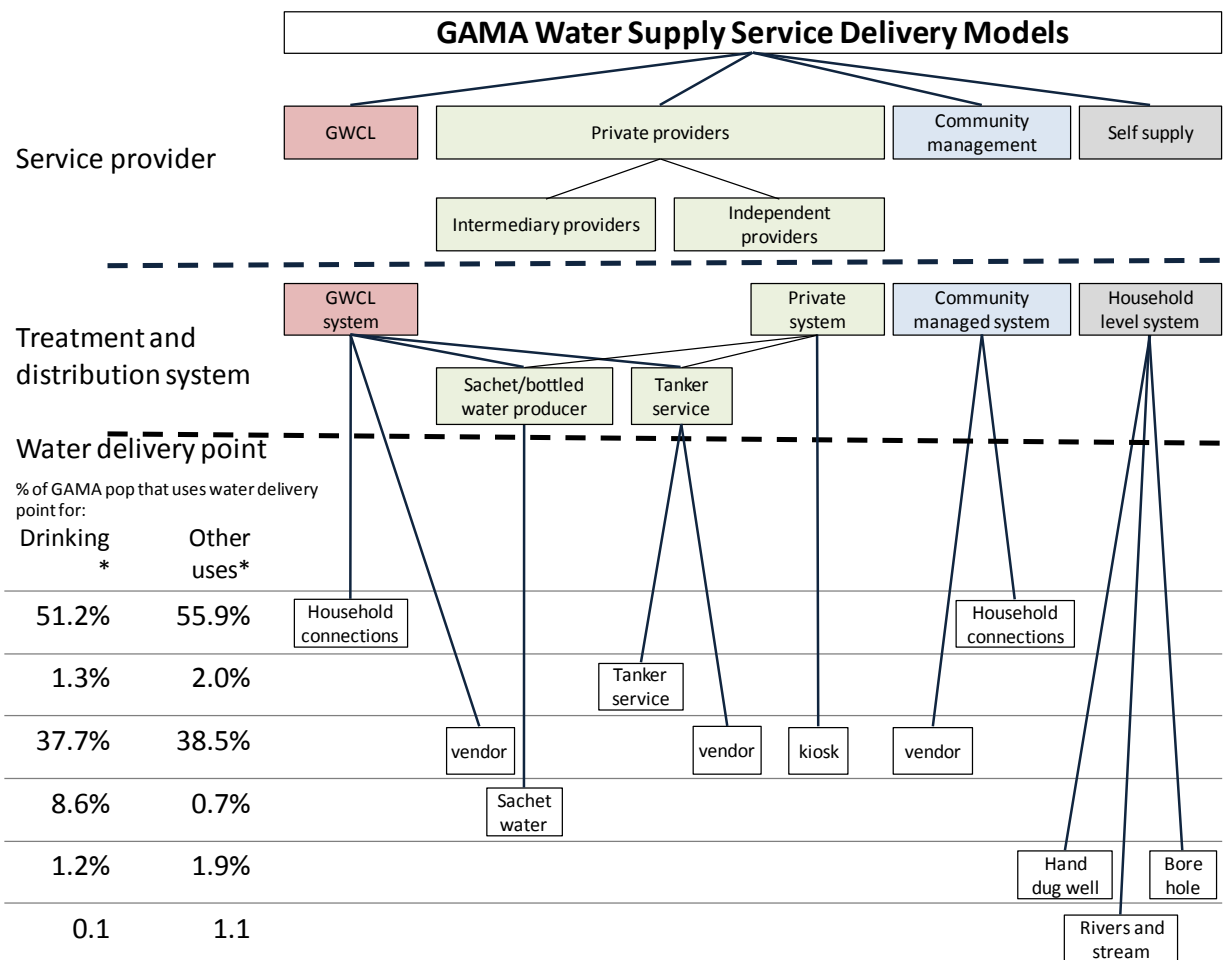 GAMA Water Supply Service Delivery Models
Service provider
GWCL
Private providers
Community
management
Self supply
Intermediary providers
Independent
providers
Treatment and
distribution system
GWCL
system
Private
system
Community
managed system
Household
level system
Sachet/bottled
water producer
Tanker
service
Water delivery point
% of GAMA pop that uses water delivery
point for:
Drinking
*
Other
uses*
51.2%
55.9%
Household
connections
Household
connections
1.3%
2.0%
Tanker
service
37.7%
38.5%
vendor
vendor
kiosk
vendor
8.6%
0.7%
Sachet
water
1.2%
1.9%
Hand
dug well
Bore
hole
0.1
1.1
Rivers and
stream